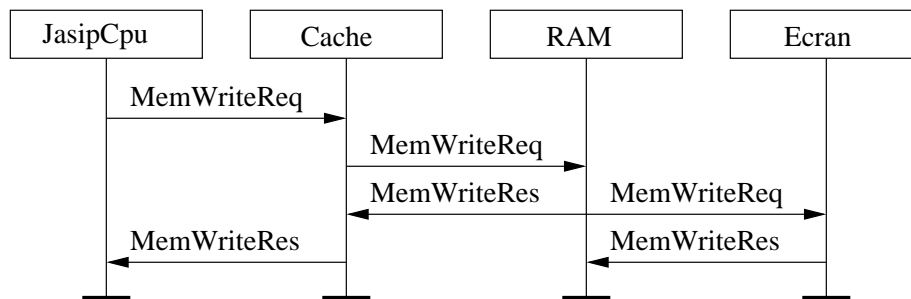 JasipCpu
Cache
RAM
Ecran
MemWriteReq
MemWriteReq
MemWriteRes
MemWriteReq
MemWriteRes
MemWriteRes